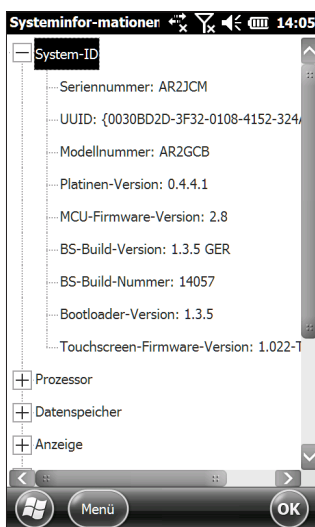 Systeminfor-mationen 14:05
System-ID
Seriennummer: AR2JCM
UUID: {0030BD2D-3F32-0108-4152-324
Modellnummer: AR2GCB
Platinen-Version: 0.4.4.1
MCU-Firmware-Version: 2.8
BS-Build-Version: 1.3.5 GER
BS-Build-Nummer: 14057
Bootloader-Version: 1.3.5
Touchscreen-Firmware-Version: 1.022-T
Prozessor
Datenspeicher
Anzeige
Menü OK